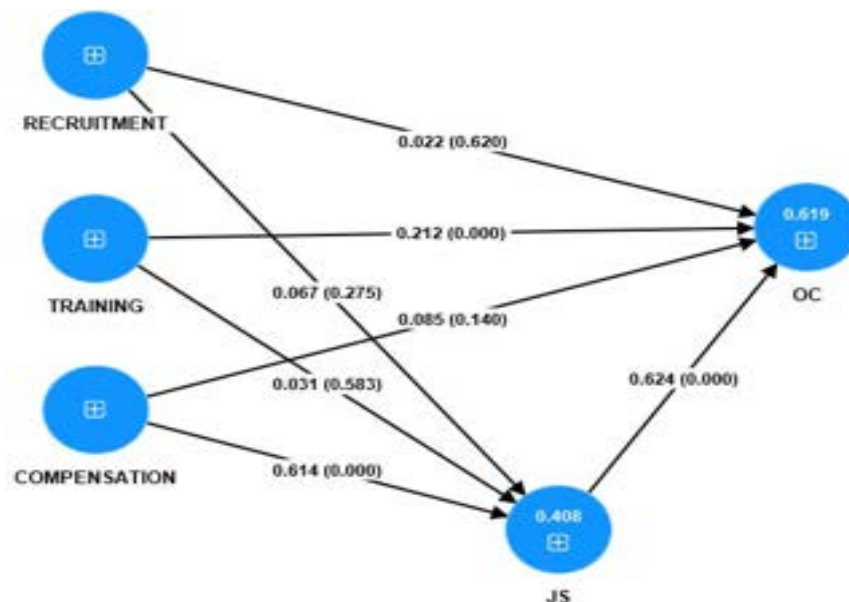 RECRUITMENT
0.022 (0.620)
0.619
0.212 (0.000)
TRAINING
0.067 (0.275)
OC
0.085 (0.140)
0.031 (0.583)
0.624 (0.000)
COMPENSATION
0.614 (0.000)
0.408
JS